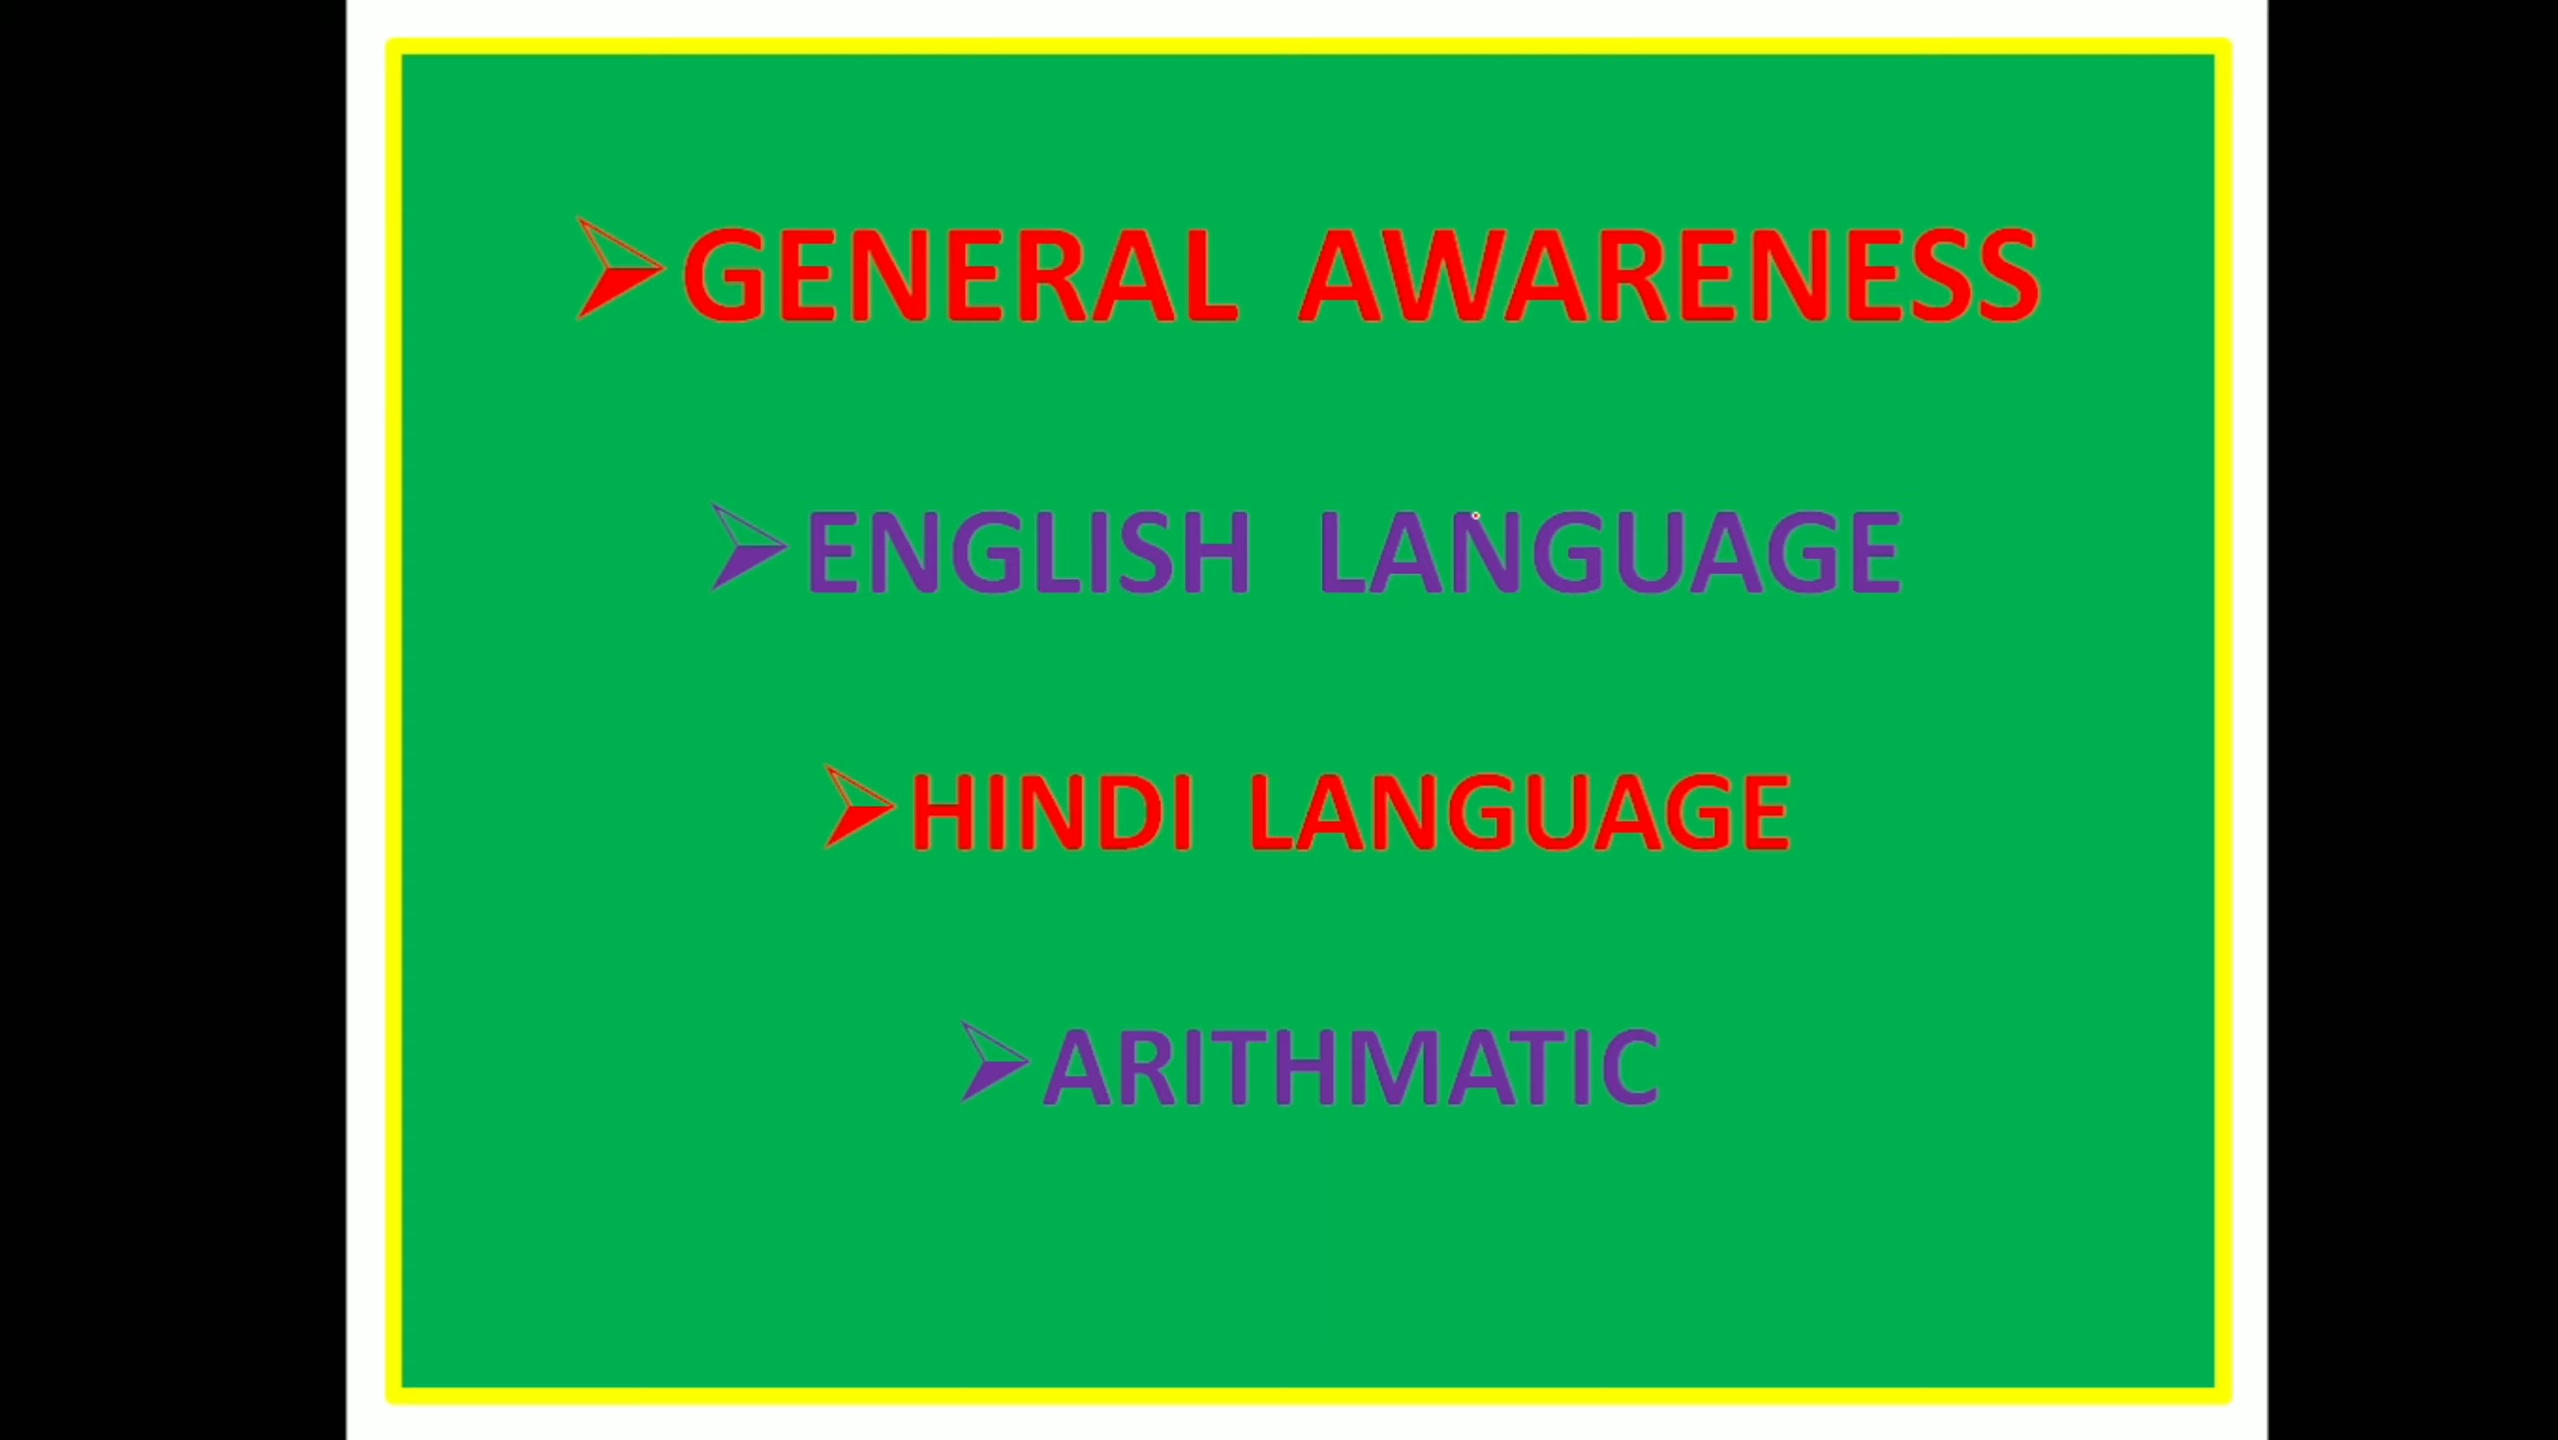 ➢GENERAL AWARENESS
➢ENGLISH LANGUAGE
➢HINDI LANGUAGE
➢ARITHMATIC